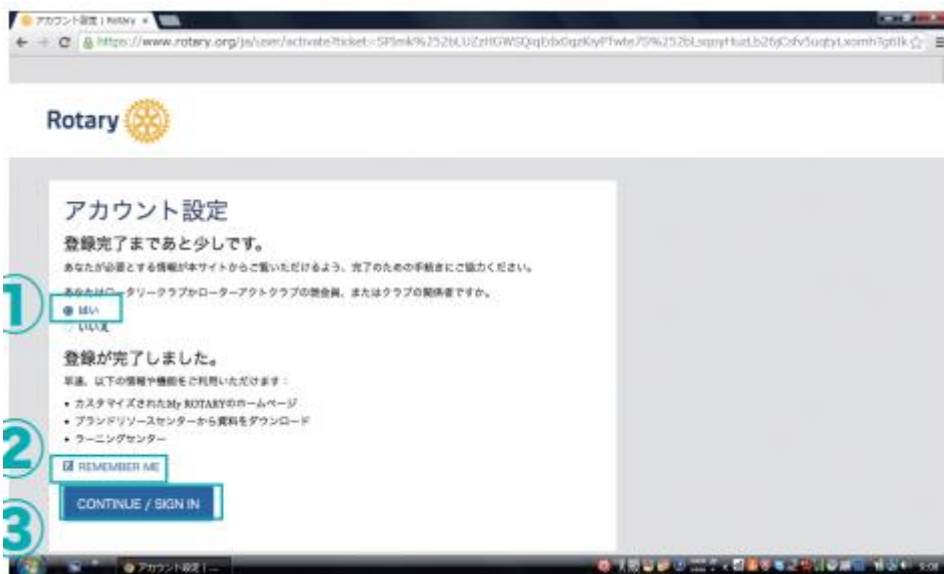 アカウント設定 | Rotary
Rotary
アカウント設定
登録完了まであと少しです。
あなたが必要とする情報が本サイトからご覧いただけるよう、完了のための手続きにご協力ください。
あなたはロータリークラブかローターアクトクラブの現会員、またはクラブの関係者ですか。
①
はい
いいえ
登録が完了しました。
早速、以下の情報や機能をご利用いただけます：
• カスタマイズされたMy ROTARYのホームページ
• ブランドリソースセンターから資料をダウンロード
• ラーニングセンター
②
REMEMBER ME
CONTINUE / SIGN IN
③
アカウント設定 | ...